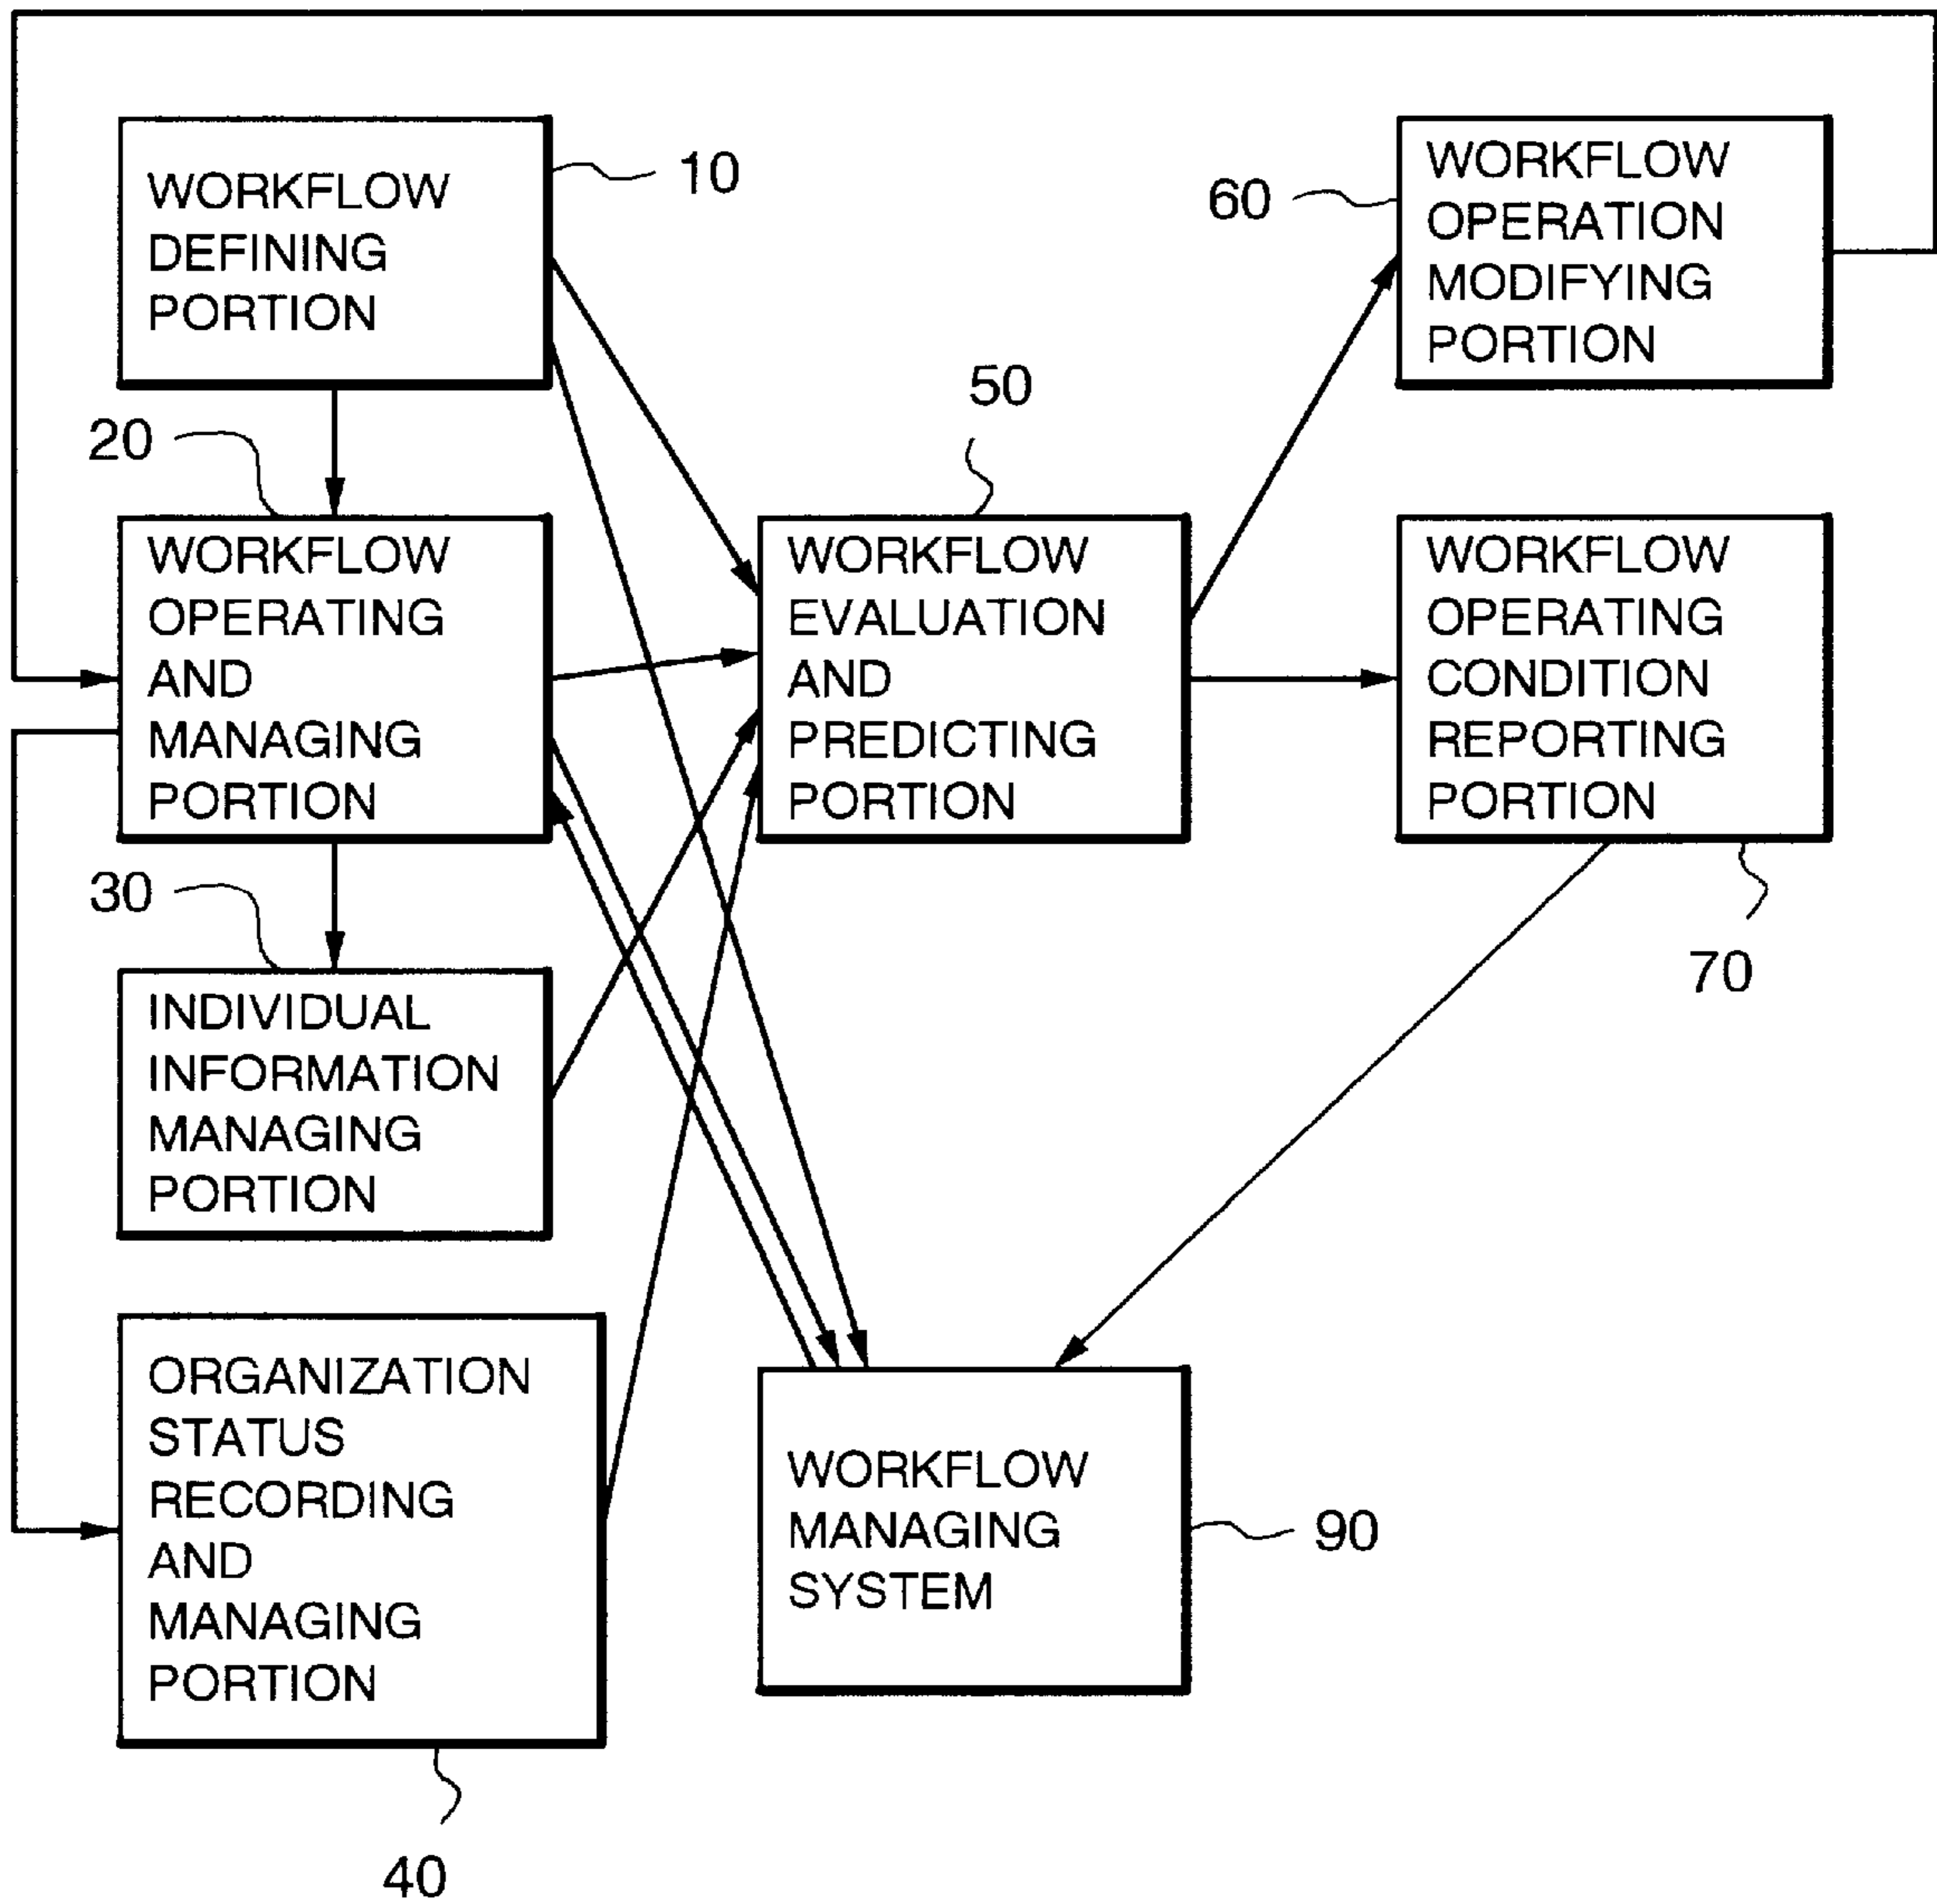 WORKFLOW
DEFINING
PORTION
10
60
WORKFLOW
OPERATION
MODIFYING
PORTION
20
WORKFLOW
OPERATING
AND
MANAGING
PORTION
50
WORKFLOW
EVALUATION
AND
PREDICTING
PORTION
WORKFLOW
OPERATING
CONDITION
REPORTING
PORTION
70
30
INDIVIDUAL
INFORMATION
MANAGING
PORTION
ORGANIZATION
STATUS
RECORDING
AND
MANAGING
PORTION
40
WORKFLOW
MANAGING
SYSTEM
90